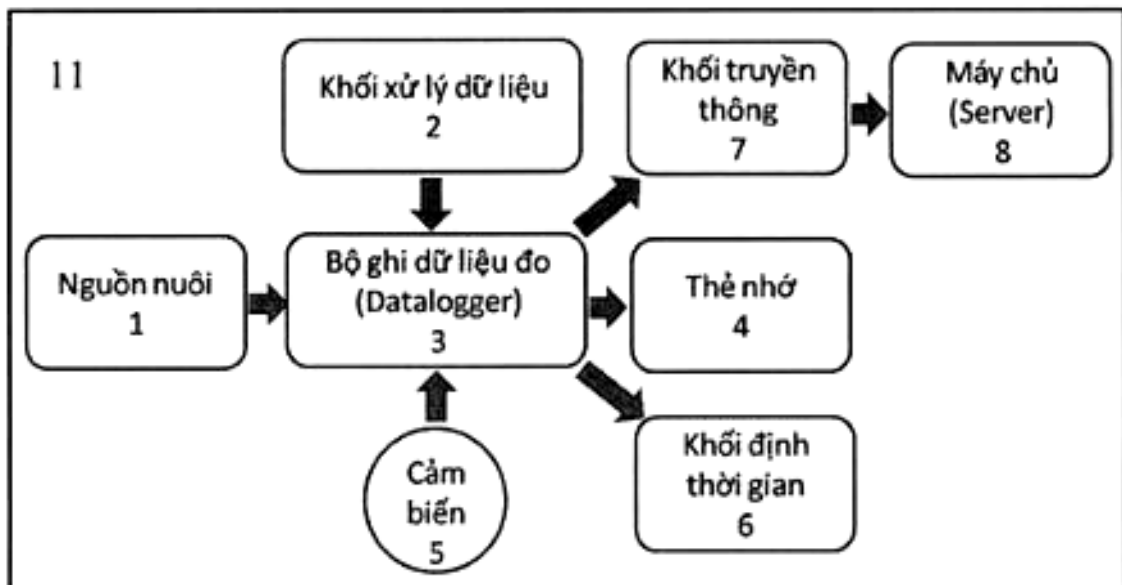 11
Khối xử lý dữ liệu
2
Khối truyền
thông
7
Máy chủ
(Server)
8
Nguồn nuôi
1
Bộ ghi dữ liệu đo
(Datalogger)
3
Thẻ nhớ
4
Cảm
biến
5
Khối định
thời gian
6